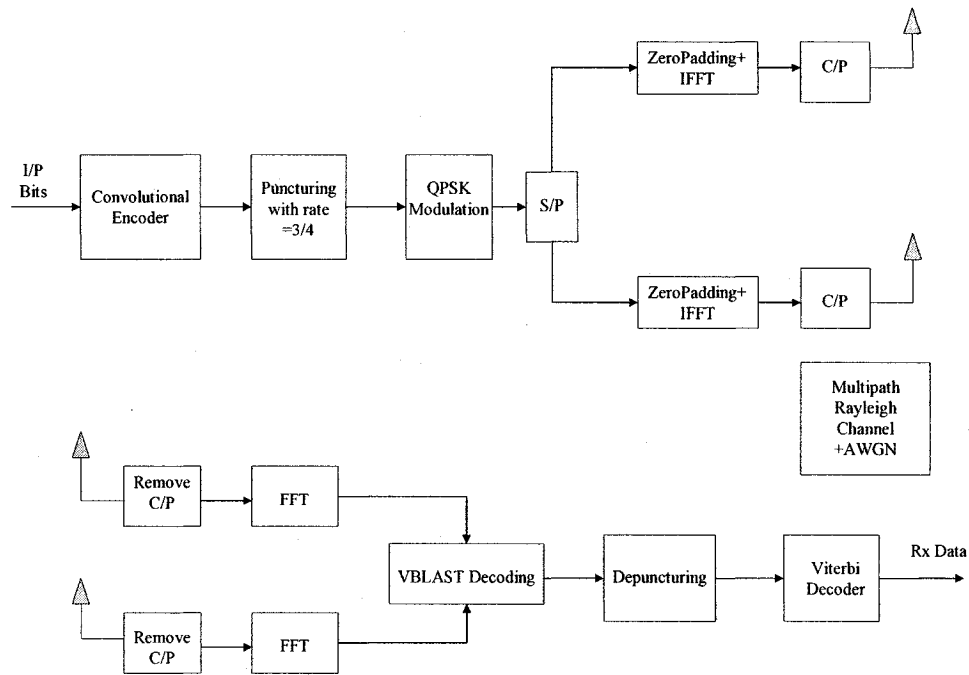 I/P
Bits
Convolutional
Encoder
Puncturing
with rate
=3/4
QPSK
Modulation
S/P
ZeroPadding+
IFFT
C/P
ZeroPadding+
IFFT
C/P
Multipath
Rayleigh
Channel
+AWGN
Remove
C/P
FFT
Remove
C/P
FFT
VBLAST Decoding
Depuncturing
Viterbi
Decoder
Rx Data